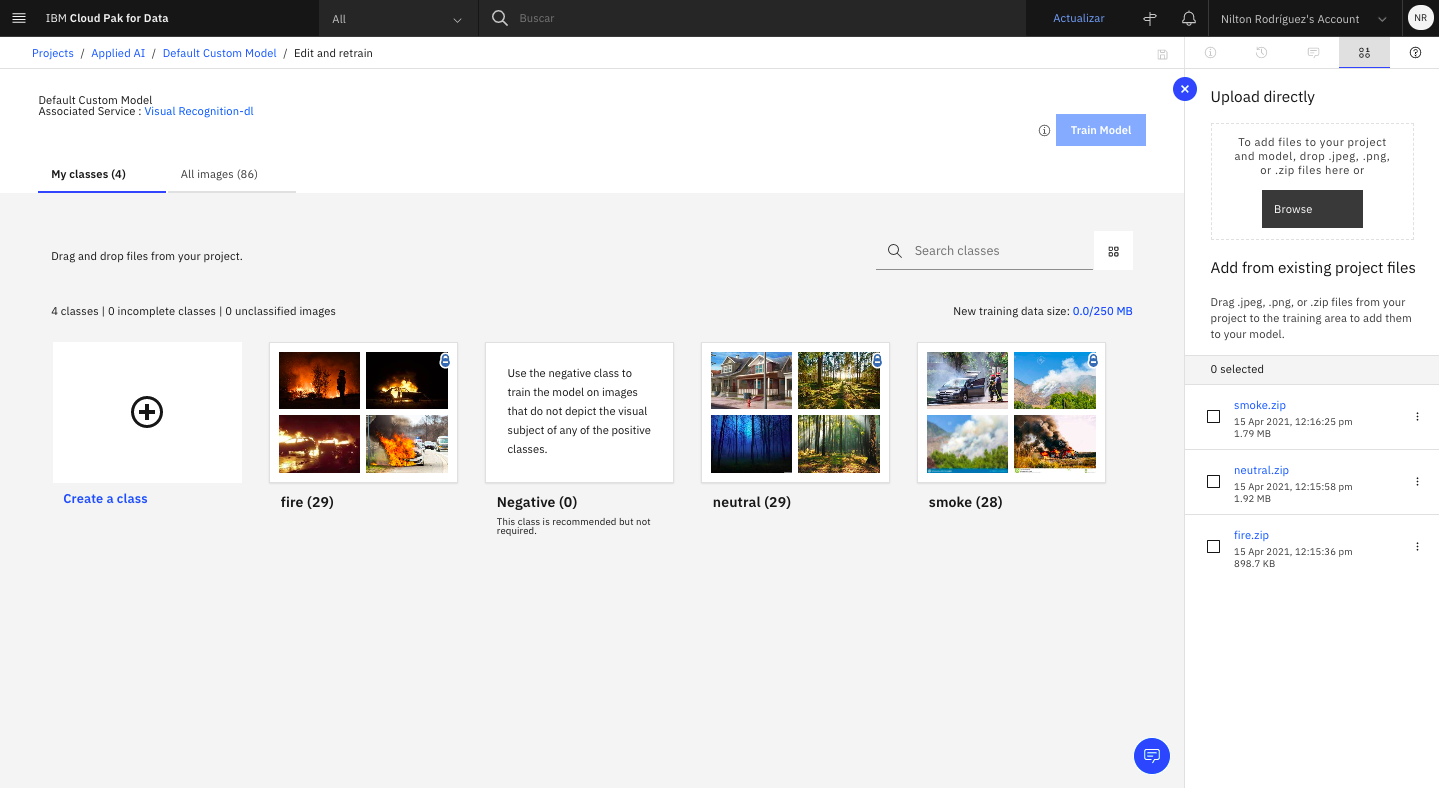 IBM Cloud Pak for Data
All
Buscar
Actualizar
Nilton Rodríguez's Account
NR
Projects / Applied AI / Default Custom Model / Edit and retrain
Default Custom Model
Associated Service : Visual Recognition-dl
Train Model
My classes (4)
All images (86)
Drag and drop files from your project.
Search classes
4 classes | 0 incomplete classes | 0 unclassified images
New training data size: 0.0/250 MB
Create a class
fire (29)
Use the negative class to
train the model on images
that do not depict the visual
subject of any of the positive
classes.
Negative (0)
This class is recommended but not
required.
neutral (29)
smoke (28)
Upload directly
To add files to your project
and model, drop .jpeg, .png,
or .zip files here or
Browse
Add from existing project files
Drag .jpeg, .png, or .zip files from your
project to the training area to add them
to your model.
0 selected
smoke.zip
15 Apr 2021, 12:16:25 pm
1.79 MB
neutral.zip
15 Apr 2021, 12:15:58 pm
1.92 MB
fire.zip
15 Apr 2021, 12:15:36 pm
898.7 KB